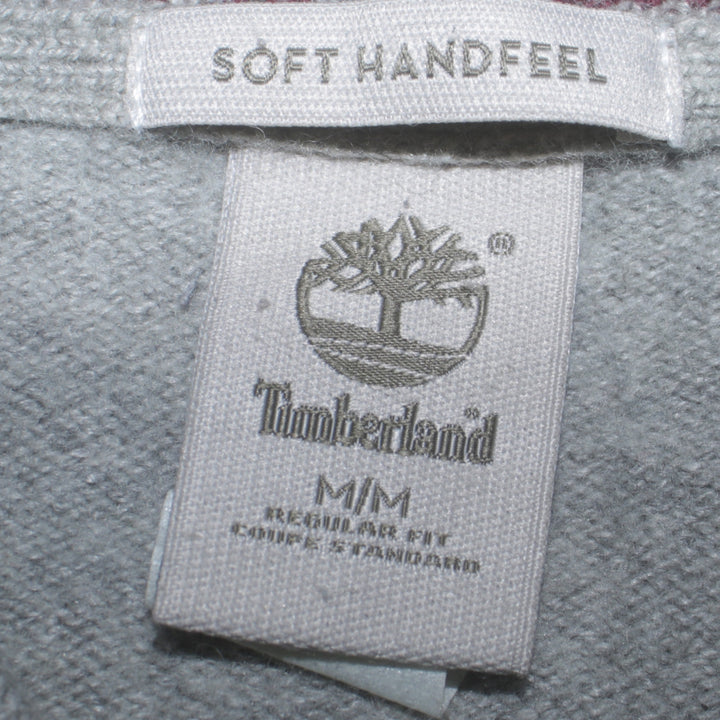 SOFT HANDFEEL
®
Timberland®
M/M
REGULAR FIT
COUPE STANDARD